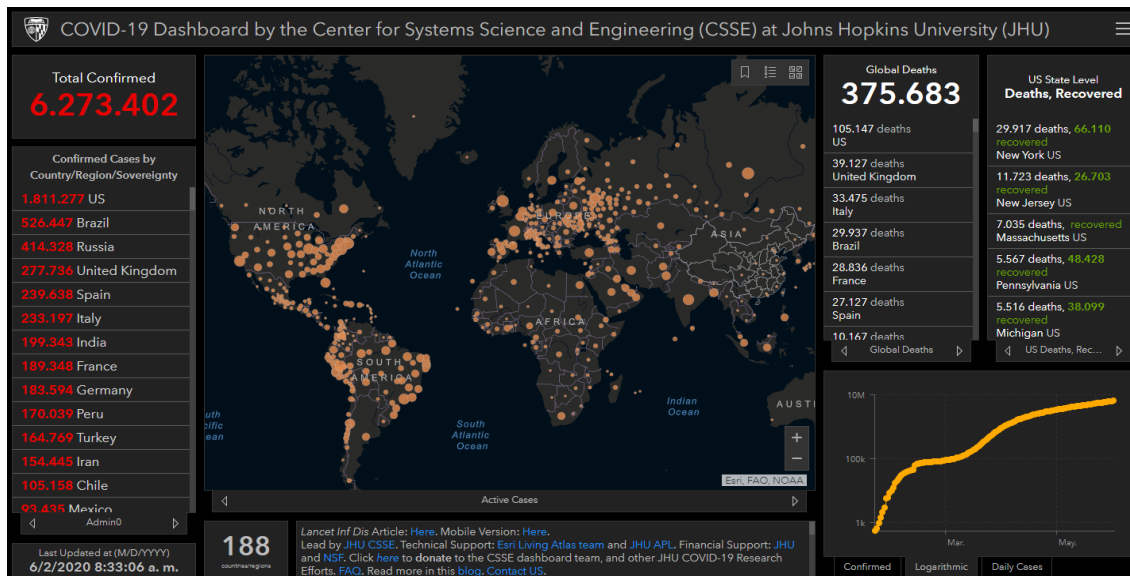 COVID-19 Dashboard by the Center for Systems Science and Engineering (CSSE) at Johns Hopkins University (JHU)
Total Confirmed
6.273.402
Confirmed Cases by
Country/Region/Sovereignty
1.811.277 US
526.447 Brazil
414.328 Russia
277.736 United Kingdom
239.638 Spain
233.197 Italy
199.343 India
189.348 France
183.594 Germany
170.039 Peru
164.769 Turkey
154.445 Iran
105.158 Chile
93.435 Mexico
Admin0
Last Updated at (M/D/YYYY)
6/2/2020 8:33:06 a. m.
NORTH
AMERICA
EUROPE
ASIA
North
Atlantic
Ocean
AFRICA
SOUTH
AMERICA
Indian
Ocean
AUST
uth
ific
ean
South
Atlantic
Ocean
+
−
Esri, FAO, NOAA
Active Cases
188
countries/regions
Lancet Inf Dis Article: Here. Mobile Version: Here.
Lead by JHU CSSE. Technical Support: Esri Living Atlas team and JHU APL. Financial Support: JHU
and NSF. Click here to donate to the CSSE dashboard team, and other JHU COVID-19 Research
Efforts. FAQ. Read more in this blog. Contact US.
Global Deaths
375.683
105.147 deaths
US
39.127 deaths
United Kingdom
33.475 deaths
Italy
29.937 deaths
Brazil
28.836 deaths
France
27.127 deaths
Spain
10.167 deaths
Global Deaths
US State Level
Deaths, Recovered
29.917 deaths, 66.110
recovered
New York US
11.723 deaths, 26.703
recovered
New Jersey US
7.035 deaths, recovered
Massachusetts US
5.567 deaths, 48.428
recovered
Pennsylvania US
5.516 deaths, 38.099
recovered
Michigan US
US Deaths, Rec...
10M
100k
1k
Mar.
May.
Confirmed
Logarithmic
Daily Cases